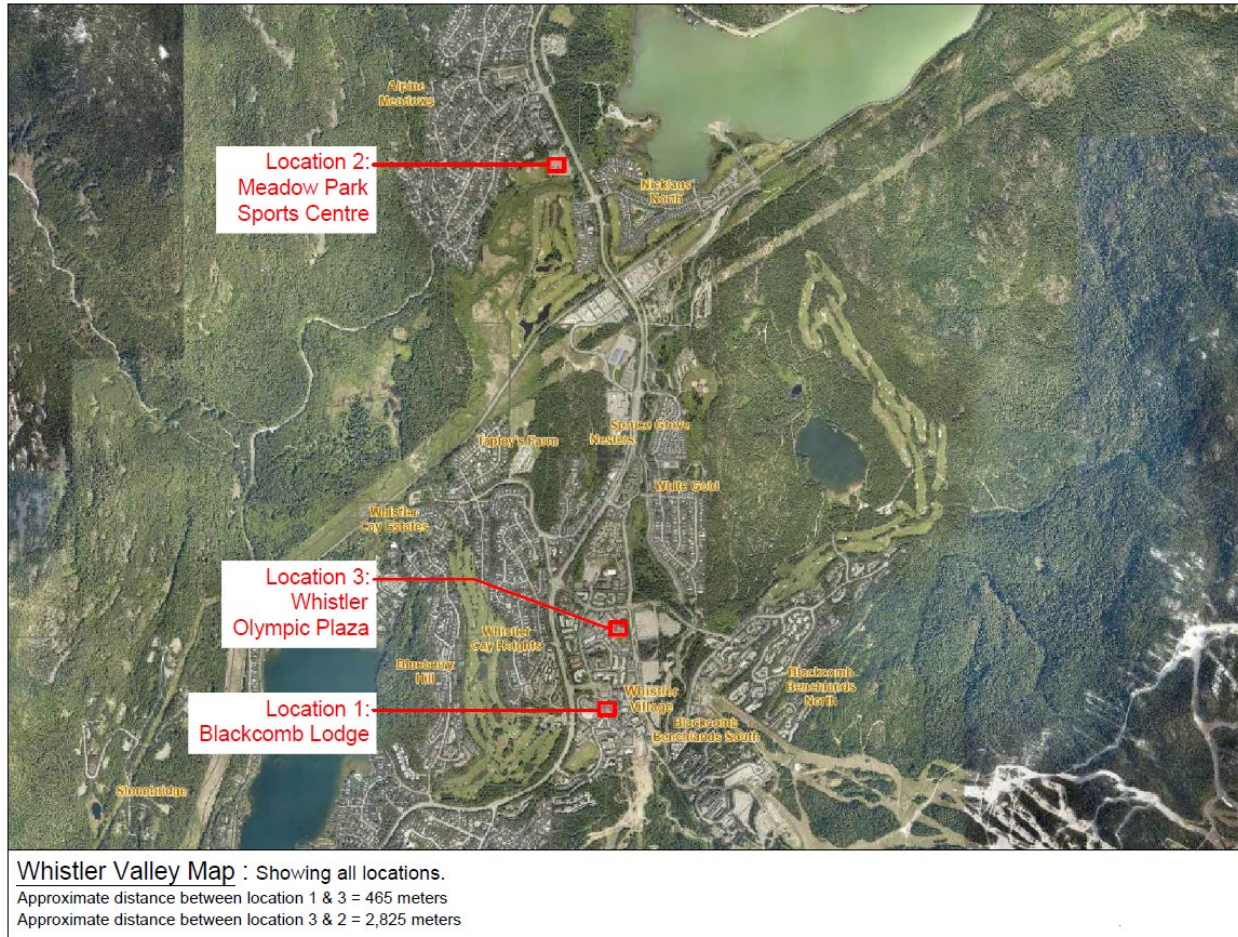 Alpine
Meadows
Location 2:
Meadow Park
Sports Centre
Nicklaus
North
Spruce Grove
Nesters
Tapley's Farm
White Gold
Whistler
Cay Estates
Location 3:
Whistler
Olympic Plaza
Whistler
Cay Heights
Blueberry
Hill
Blackcomb
Benchlands
North
Whistler
Village
Location 1:
Blackcomb Lodge
Blackcomb
Benchlands South
Stonebridge
Whistler Valley Map : Showing all locations.
Approximate distance between location 1 & 3 = 465 meters
Approximate distance between location 3 & 2 = 2,825 meters